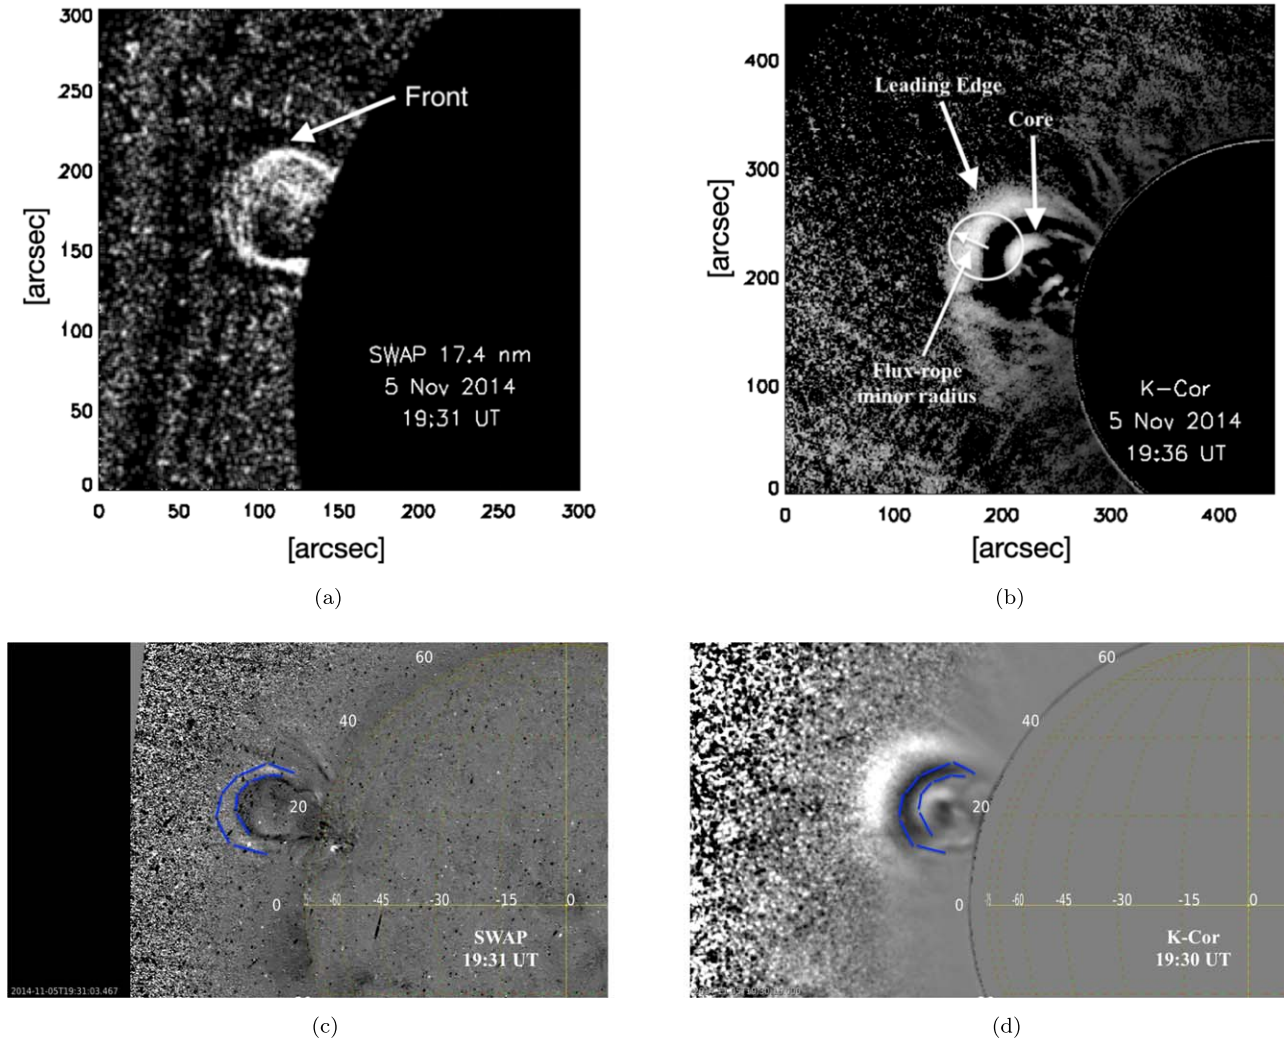 300
250
200
150
100
50
0
[arcsec]
Front
SWAP 17.4 nm
5 Nov 2014
19:31 UT
0 50 100 150 200 250 300
[arcsec]
(a)
400
300
200
100
0
[arcsec]
Leading Edge
Core
Flux-rope
minor radius
K-Cor
5 Nov 2014
19:36 UT
0 100 200 300 400
[arcsec]
(b)
60
40
20
0 -60 -45 -30 -15 0
SWAP
19:31 UT
2014-11-05T19:31:03.467
(c)
60
40
20
0 -60 -45 -30 -15 0
K-Cor
19:30 UT
(d)